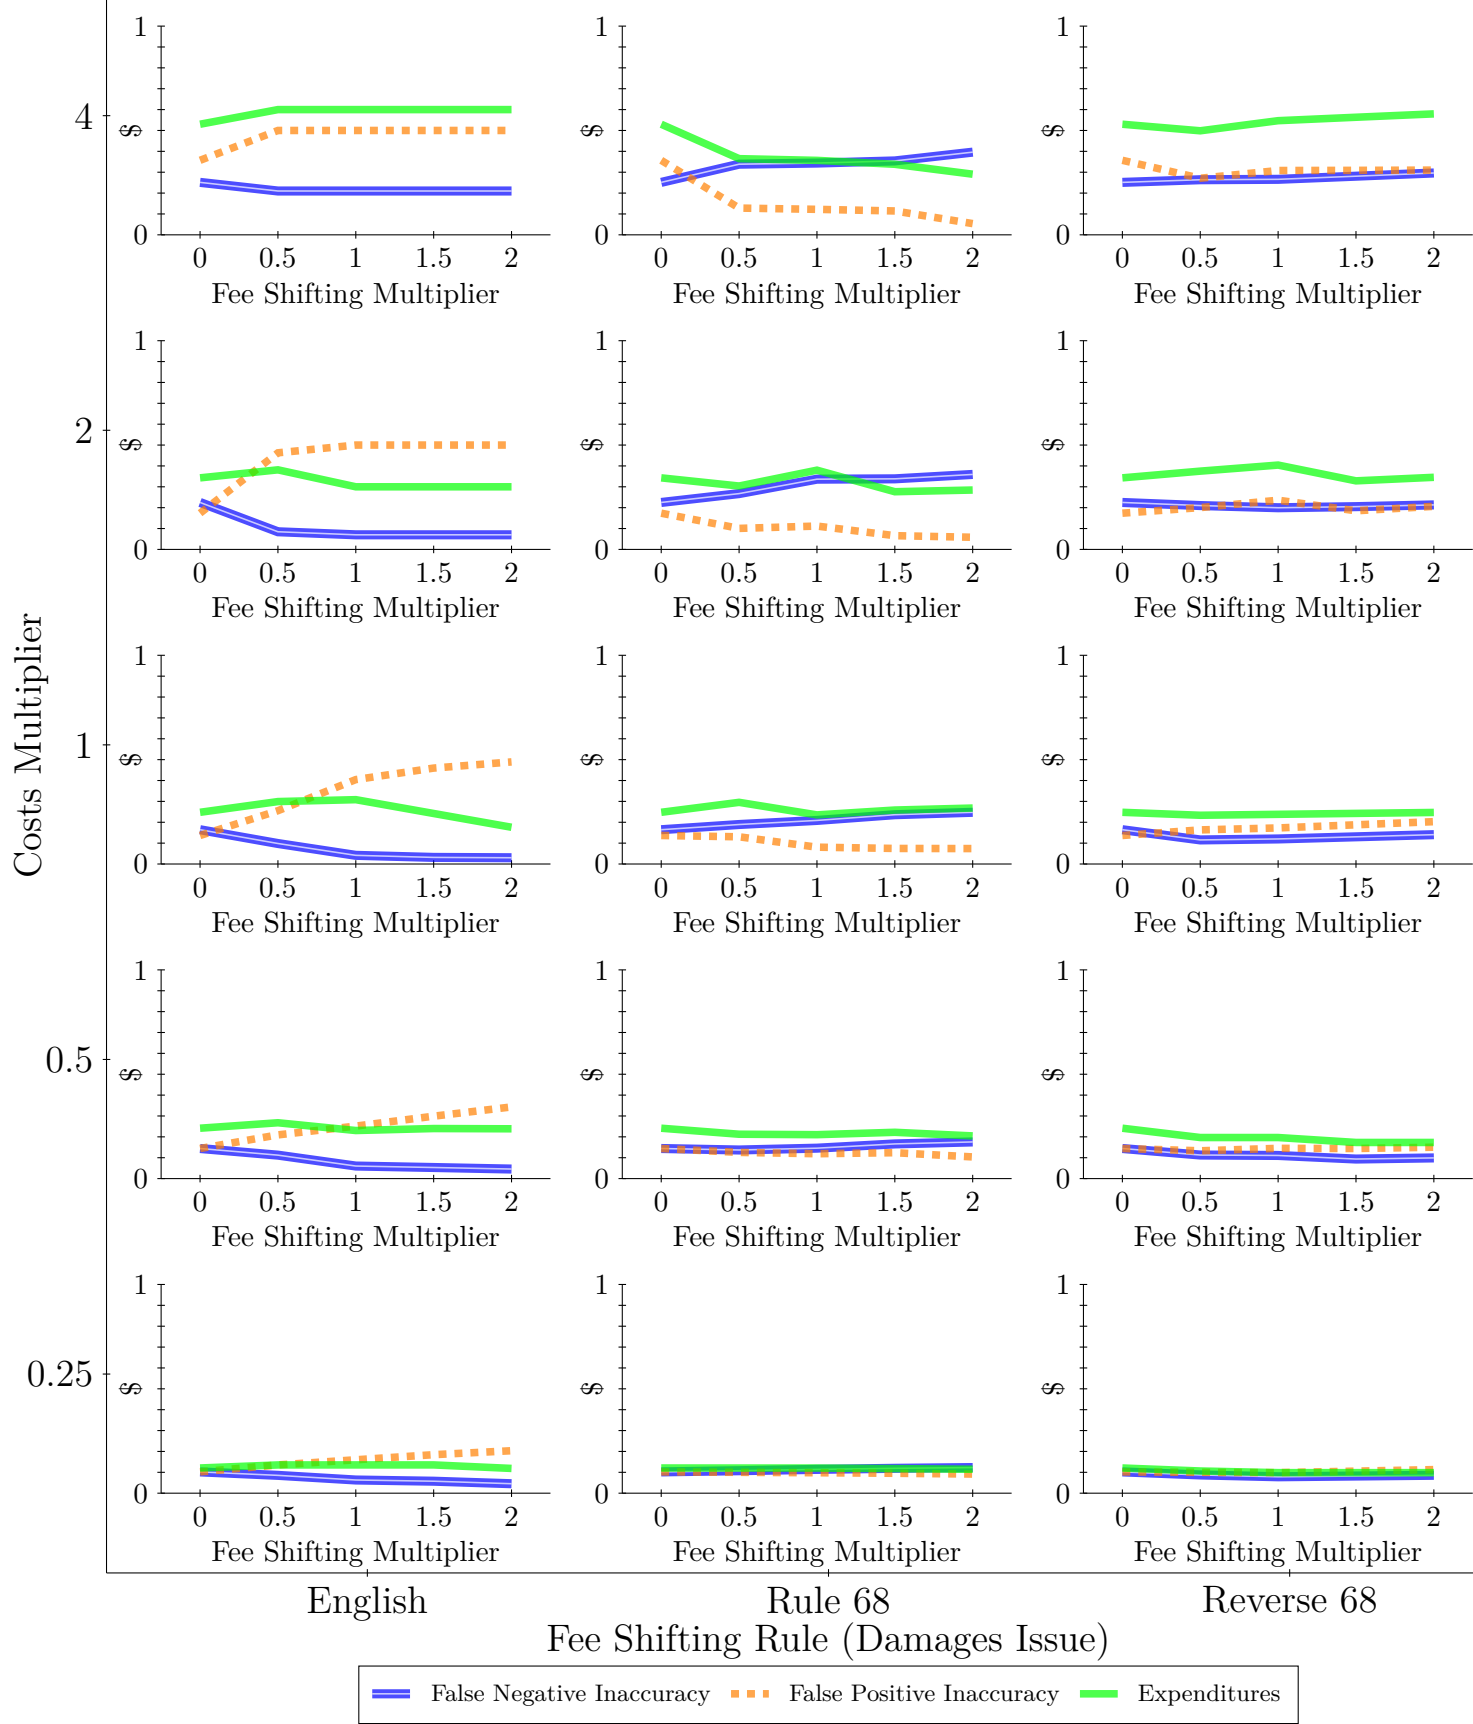 Costs Multiplier
4
1 $ 0
0 0.5 1 1.5 2
Fee Shifting Multiplier
1 $ 0
0 0.5 1 1.5 2
Fee Shifting Multiplier
1 $ 0
0 0.5 1 1.5 2
Fee Shifting Multiplier
2
1 $ 0
0 0.5 1 1.5 2
Fee Shifting Multiplier
1 $ 0
0 0.5 1 1.5 2
Fee Shifting Multiplier
1 $ 0
0 0.5 1 1.5 2
Fee Shifting Multiplier
1
1 $ 0
0 0.5 1 1.5 2
Fee Shifting Multiplier
1 $ 0
0 0.5 1 1.5 2
Fee Shifting Multiplier
1 $ 0
0 0.5 1 1.5 2
Fee Shifting Multiplier
0.5
1 $ 0
0 0.5 1 1.5 2
Fee Shifting Multiplier
1 $ 0
0 0.5 1 1.5 2
Fee Shifting Multiplier
1 $ 0
0 0.5 1 1.5 2
Fee Shifting Multiplier
0.25
1 $ 0
0 0.5 1 1.5 2
Fee Shifting Multiplier
1 $ 0
0 0.5 1 1.5 2
Fee Shifting Multiplier
1 $ 0
0 0.5 1 1.5 2
Fee Shifting Multiplier
English Rule 68 Reverse 68
Fee Shifting Rule (Damages Issue)
False Negative Inaccuracy False Positive Inaccuracy Expenditures